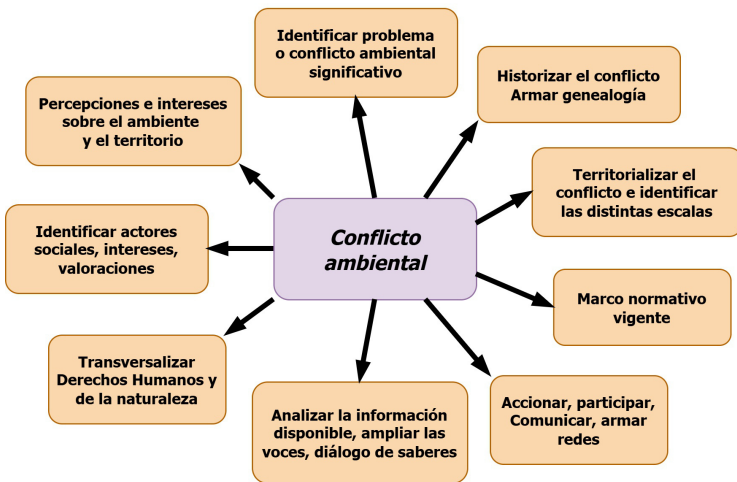 Identificar problema
o conflicto ambiental
significativo
Historizar el conflicto
Armar genealogía
Percepciones e intereses
sobre el ambiente
y el territorio
Territorializar el
conflicto e identificar
las distintas escalas
Identificar actores
sociales, intereses,
valoraciones
Conflicto
ambiental
Marco normativo
vigente
Transversalizar
Derechos Humanos y
de la naturaleza
Analizar la información
disponible, ampliar las
voces, diálogo de saberes
Accionar, participar,
Comunicar, armar
redes